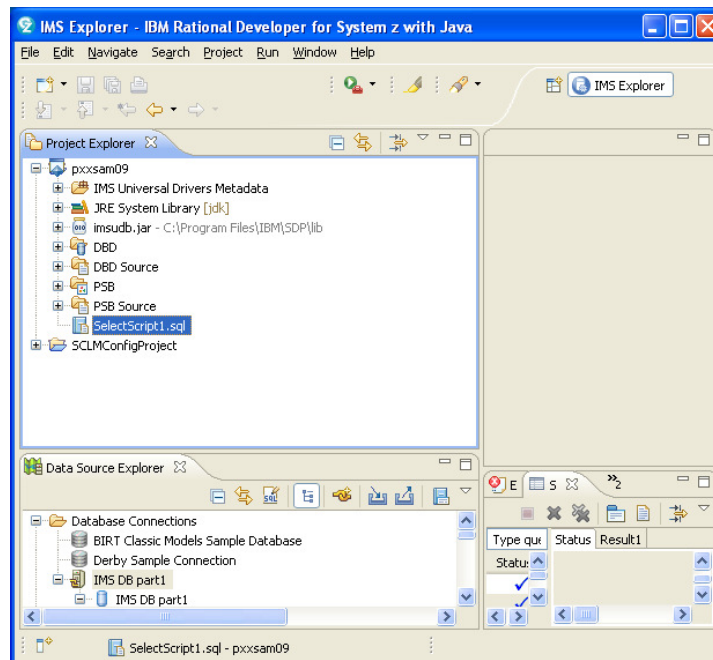 IMS Explorer - IBM Rational Developer for System z with Java
File Edit Navigate Search Project Run Window Help
IMS Explorer
Project Explorer
pxxsam09
IMS Universal Drivers Metadata
JRE System Library [jdk]
imsudb.jar - C:\Program Files\IBM\SDP\lib
DBD
DBD Source
PSB
PSB Source
SelectScript1.sql
SCLMConfigProject
Data Source Explorer
Database Connections
BIRT Classic Models Sample Database
Derby Sample Connection
IMS DB part1
IMS DB part1
E S »2
Type que Status Result1
Statu:
SelectScript1.sql - pxxsam09